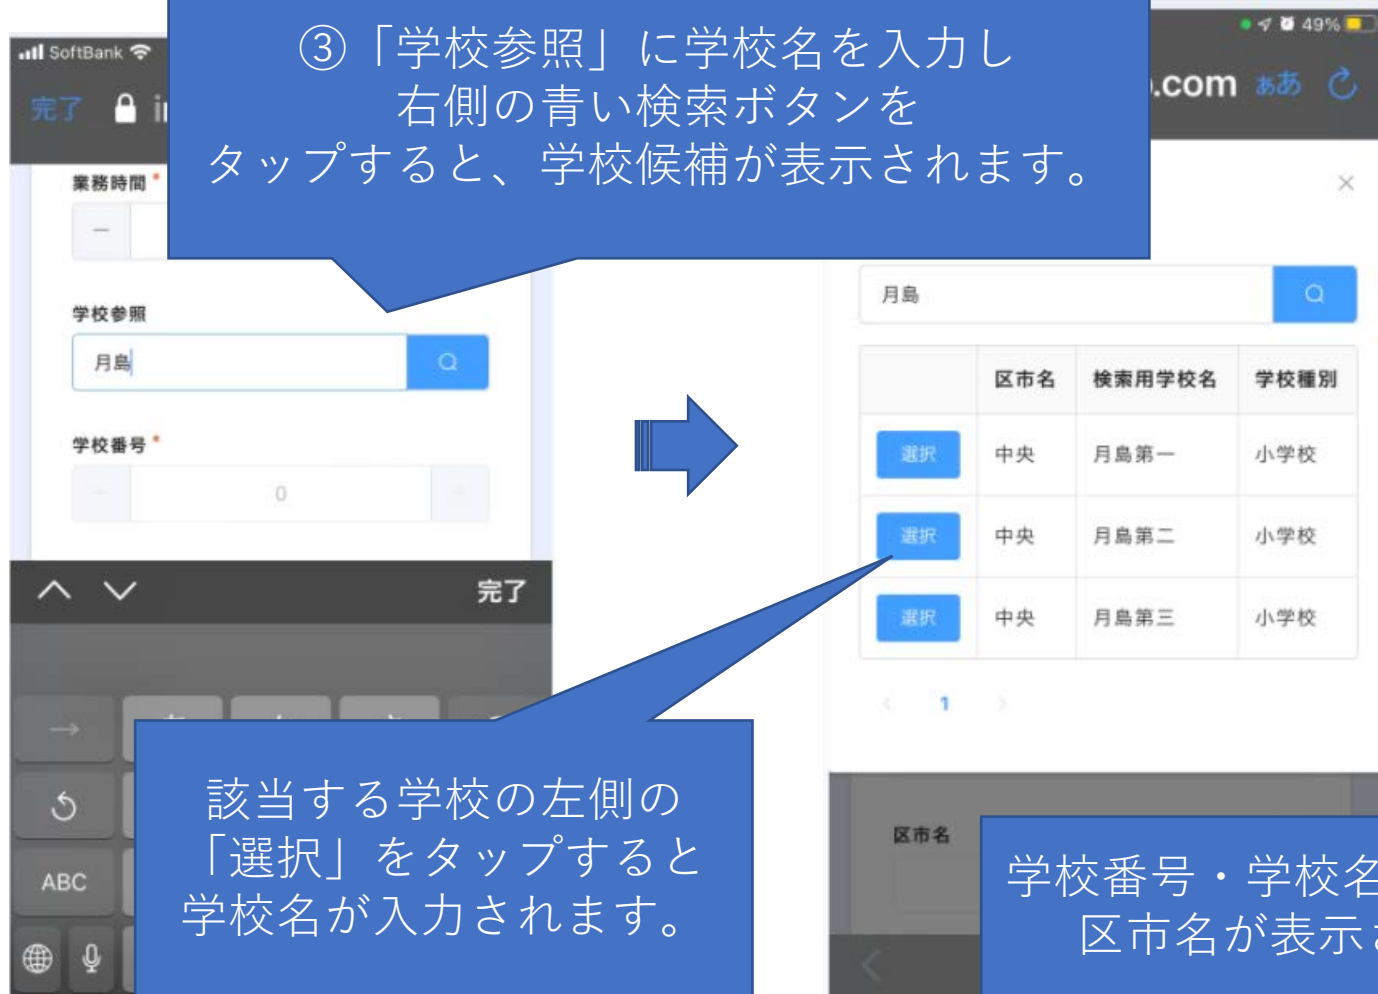 ③「学校参照」に学校名を入力し
右側の青い検索ボタンを
タップすると、学校候補が表示されます。
SoftBank
完了
業務時間*
学校参照
月島
学校番号*
0
完了
ABC
該当する学校の左側の
「選択」をタップすると
学校名が入力されます。
49%
.com ああ
月島
区市名 検索用学校名 学校種別
選択 中央 月島第一 小学校
選択 中央 月島第二 小学校
選択 中央 月島第三 小学校
1
区市名
学校番号・学校名
区市名が表示